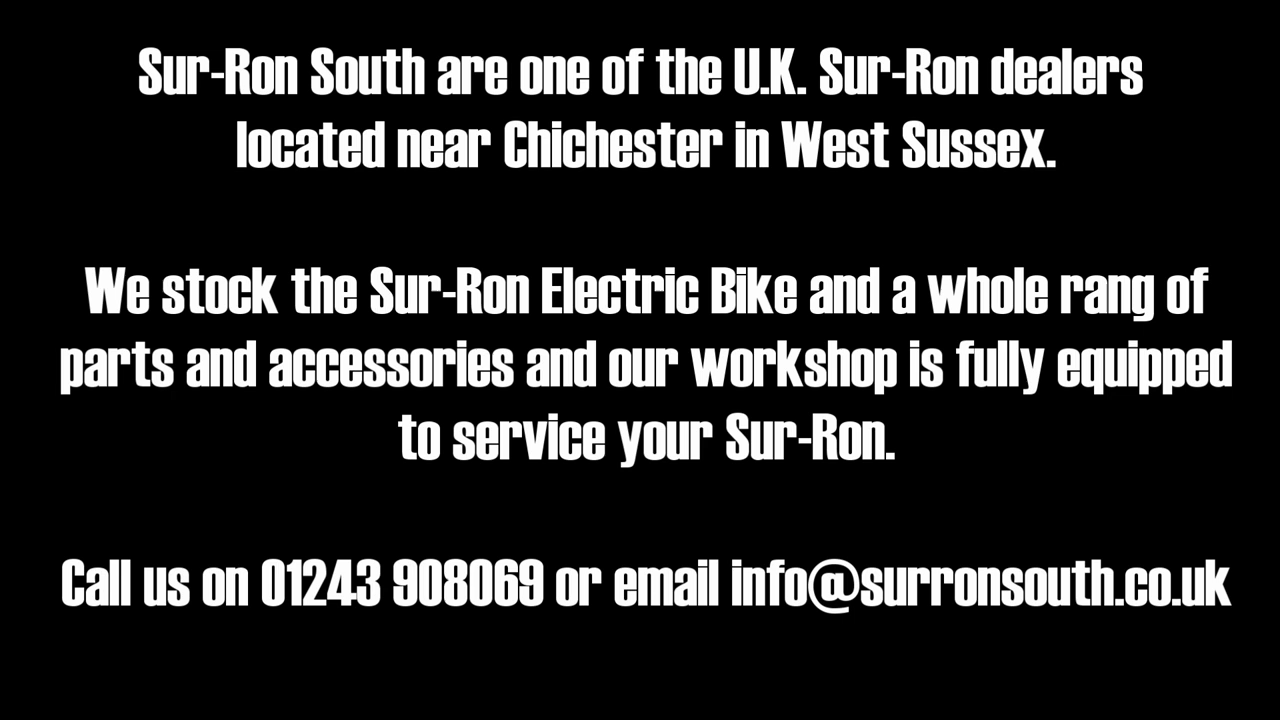 Sur-Ron South are one of the U.K. Sur-Ron dealers
located near Chichester in West Sussex.
We stock the Sur-Ron Electric Bike and a whole rang of
parts and accessories and our workshop is fully equipped
to service your Sur-Ron.
Call us on 01243 908069 or email info@surronsouth.co.uk